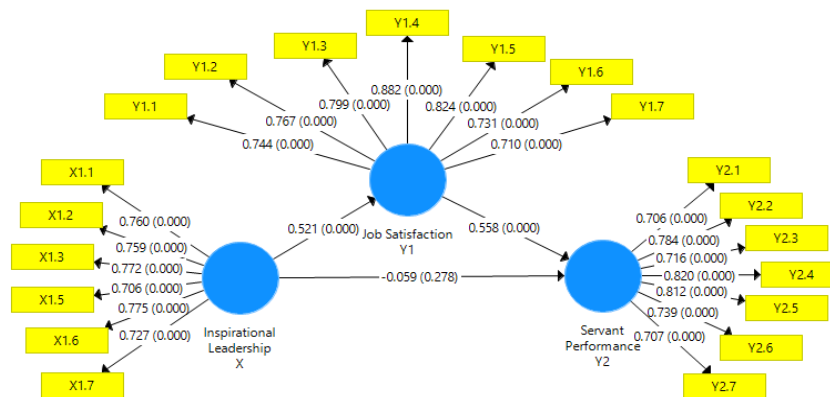 Y1.4
Y1.3
Y1.5
Y1.2
Y1.6
Y1.1
Y1.7
0.882 (0.000)
0.799 (0.000)
0.824 (0.000)
0.767 (0.000)
0.731 (0.000)
0.744 (0.000)
0.710 (0.000)
X1.1
X1.2
X1.3
X1.5
X1.6
X1.7
0.760 (0.000)
0.759 (0.000)
0.772 (0.000)
0.706 (0.000)
0.775 (0.000)
0.727 (0.000)
0.521 (0.000)
Job Satisfaction
Y1
0.558 (0.000)
-0.059 (0.278)
Inspirational
Leadership
X
Servant
Performance
Y2
0.706 (0.000)
0.784 (0.000)
0.716 (0.000)
0.820 (0.000)
0.812 (0.000)
0.739 (0.000)
0.707 (0.000)
Y2.1
Y2.2
Y2.3
Y2.4
Y2.5
Y2.6
Y2.7